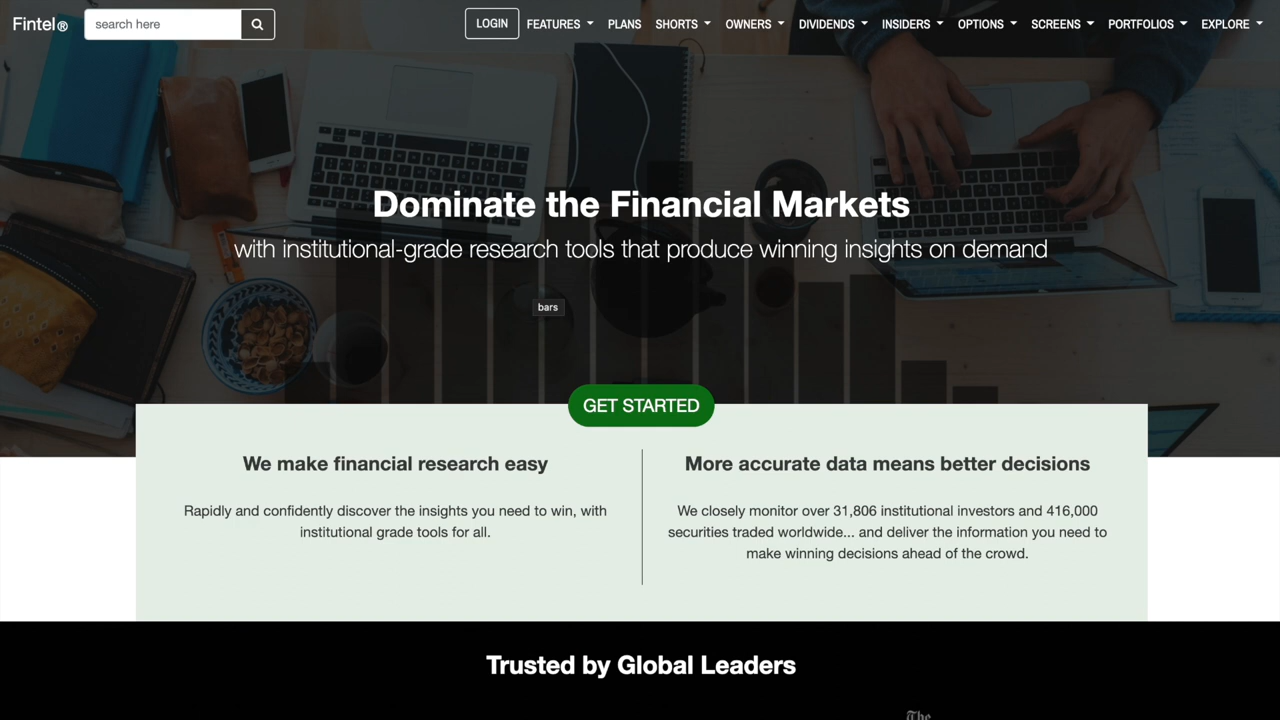 Fintel®
search here
LOGIN FEATURES PLANS SHORTS OWNERS DIVIDENDS INSIDERS OPTIONS SCREENS PORTFOLIOS EXPLORE
Dominate the Financial Markets
with institutional-grade research tools that produce winning insights on demand
bars
GET STARTED
We make financial research easy
Rapidly and confidently discover the insights you need to win, with
institutional grade tools for all.
More accurate data means better decisions
We closely monitor over 31,806 institutional investors and 416,000
securities traded worldwide... and deliver the information you need to
make winning decisions ahead of the crowd.
Trusted by Global Leaders
The